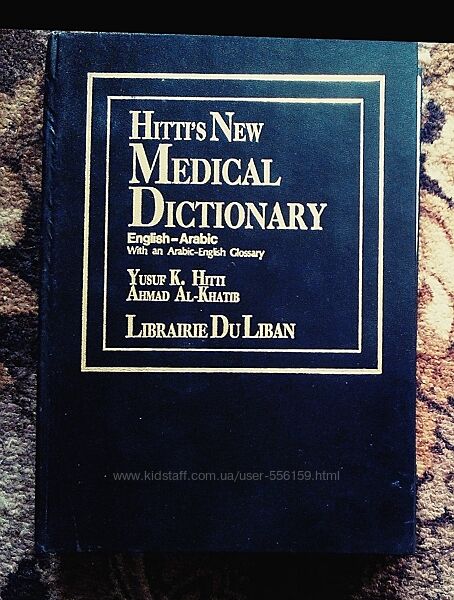 HITTI'S NEW
MEDICAL
DICTIONARY
English–Arabic
With an Arabic-English Glossary
YUSUF K. HITTI
AHMAD AL-KHATIB
LIBRAIRIE DU LIBAN
www.kidstaff.com.ua/user-556159.html